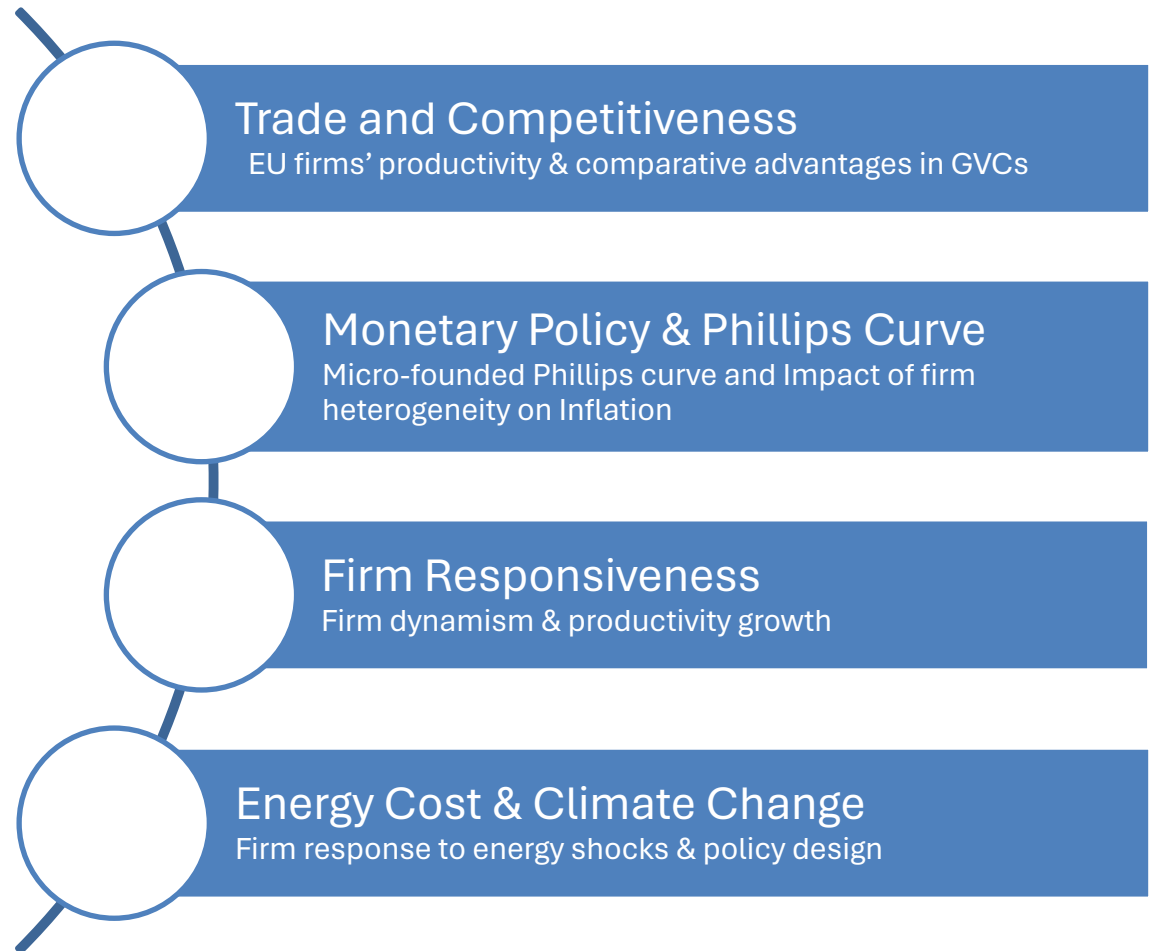 Trade and Competitiveness
EU firms’ productivity & comparative advantages in GVCs
Monetary Policy & Phillips Curve
Micro-founded Phillips curve and Impact of firm
heterogeneity on Inflation
Firm Responsiveness
Firm dynamism & productivity growth
Energy Cost & Climate Change
Firm response to energy shocks & policy design